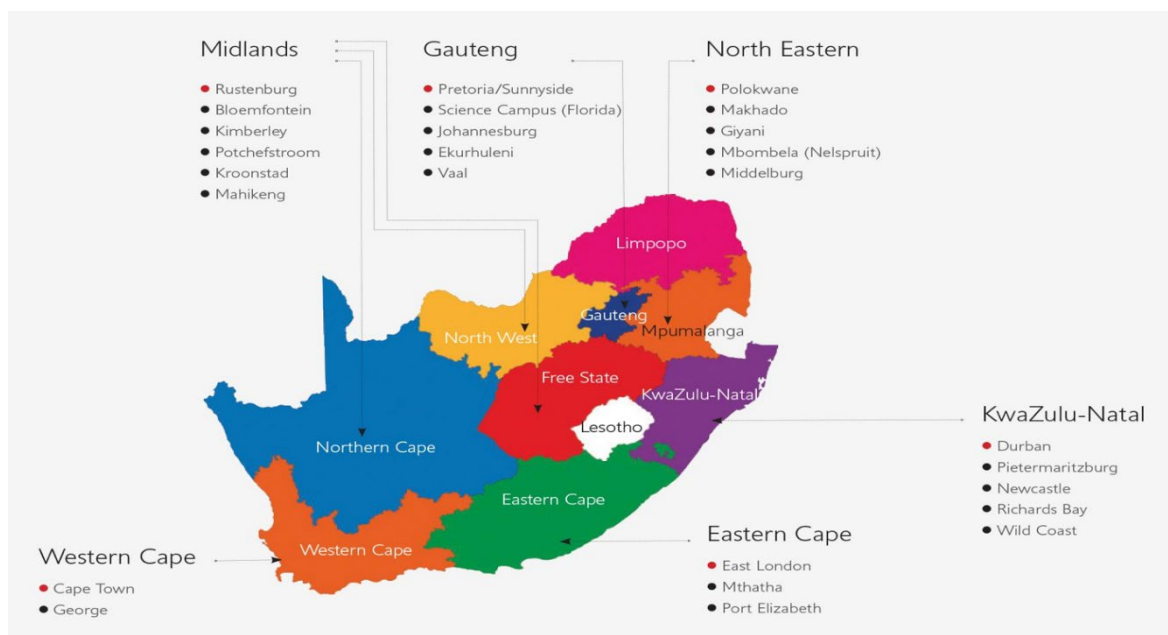 Midlands
Rustenburg
Bloemfontein
Kimberley
Potchefstroom
Kroonstad
Mahikeng
Gauteng
Pretoria/Sunnyside
Science Campus (Florida)
Johannesburg
Ekurhuleni
Vaal
North Eastern
Polokwane
Makhado
Giyani
Mbombela (Nelspruit)
Middelburg
Limpopo
Gauteng
Mpumalanga
North West
Free State
KwaZulu-Natal
Lesotho
Northern Cape
Eastern Cape
Western Cape
KwaZulu-Natal
Durban
Pietermaritzburg
Newcastle
Richards Bay
Wild Coast
Western Cape
Cape Town
George
Eastern Cape
East London
Mthatha
Port Elizabeth